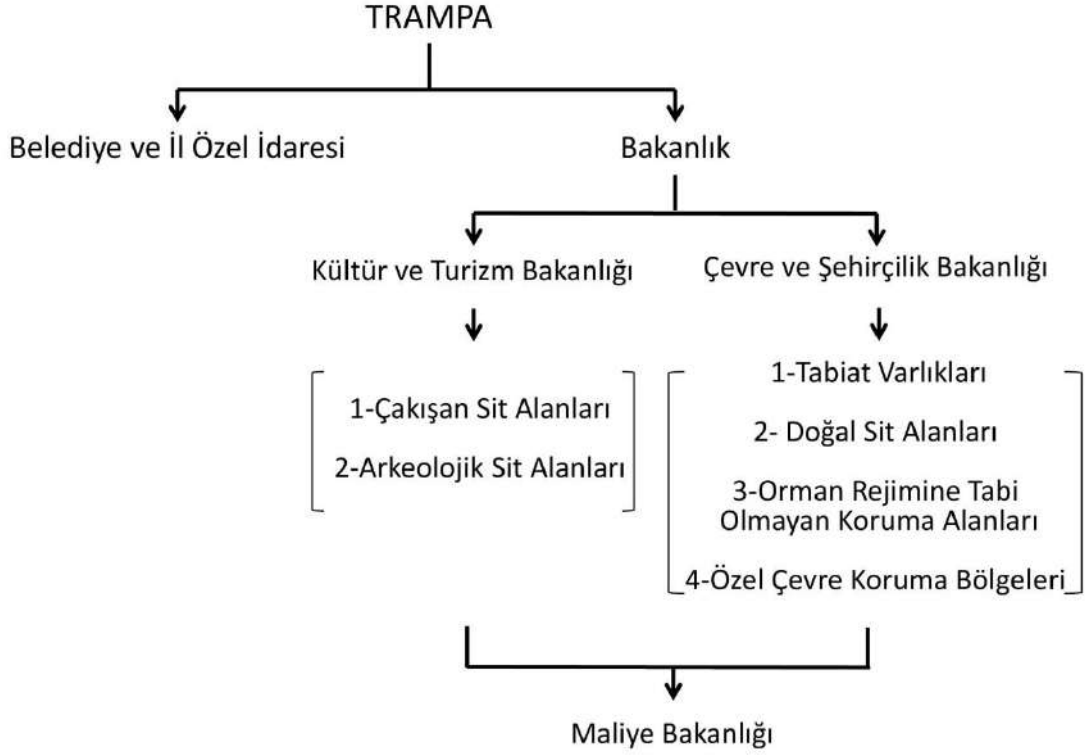 TRAMPA
Belediye ve İl Özel İdaresi
Bakanlık
Kültür ve Turizm Bakanlığı
Çevre ve Şehirçilik Bakanlığı
1-Çakışan Sit Alanları
2-Arkeolojik Sit Alanları
1-Tabiat Varlıkları
2- Doğal Sit Alanları
3-Orman Rejimine Tabi
Olmayan Koruma Alanları
4-Özel Çevre Koruma Bölgeleri
Maliye Bakanlığı